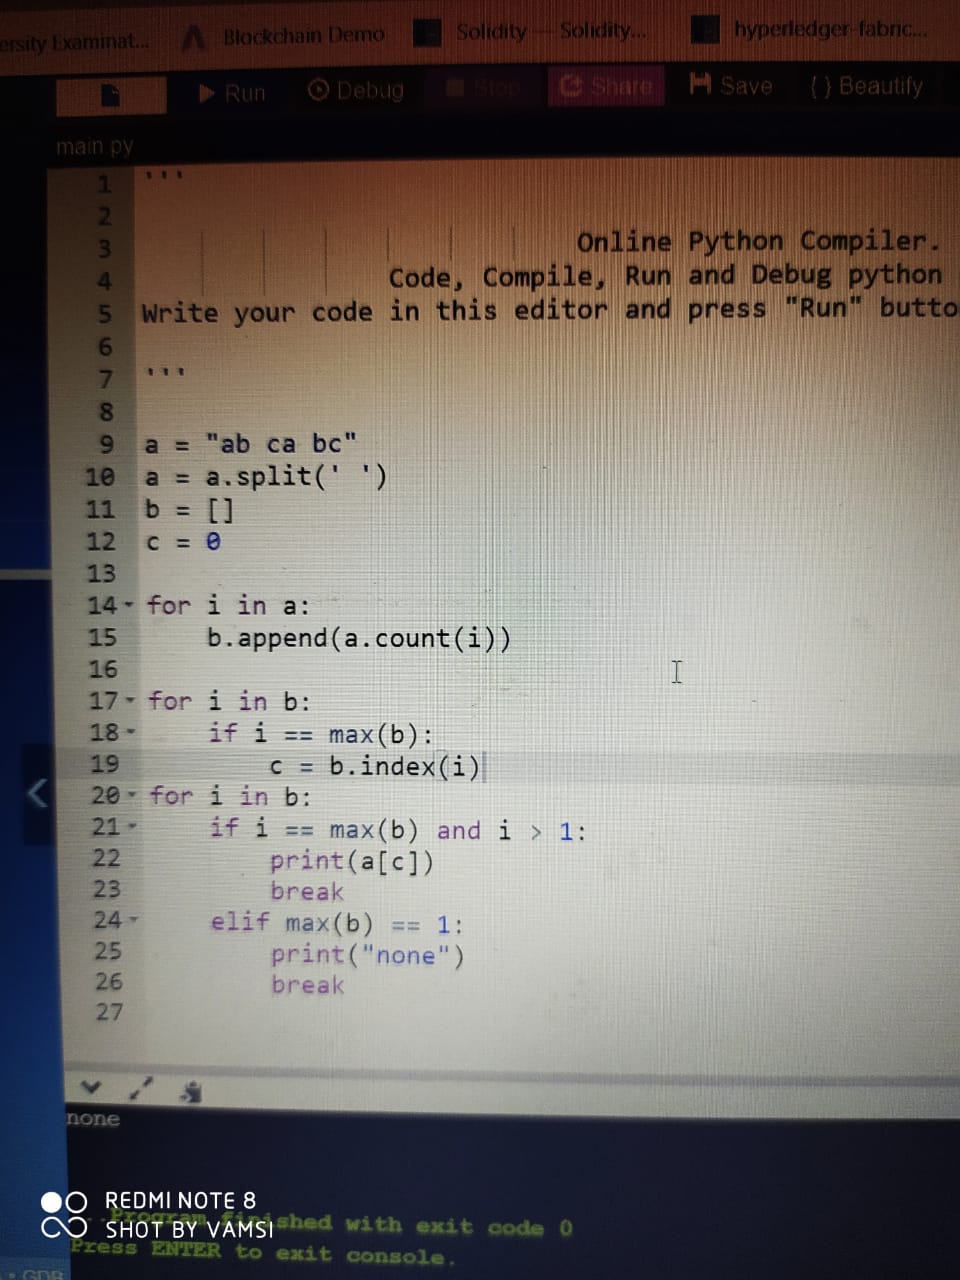 ersity Examinat... Blockchain Demo Solidity — Solidity... hyperledger-fabric...
Run Debug Stop Share Save { } Beautify
main.py
1 '''
2
3 Online Python Compiler.
4 Code, Compile, Run and Debug python
5 Write your code in this editor and press "Run" butto
6
7 '''
8
9 a = "ab ca bc"
10 a = a.split(' ')
11 b = []
12 c = 0
13
14 for i in a:
15 b.append(a.count(i))
16
17 for i in b:
18 if i == max(b):
19 c = b.index(i)
20 for i in b:
21 if i == max(b) and i > 1:
22 print(a[c])
23 break
24 elif max(b) == 1:
25 print("none")
26 break
27
none
...Program finished with exit code 0
Press ENTER to exit console.
REDMI NOTE 8
SHOT BY VAMSI
GDB